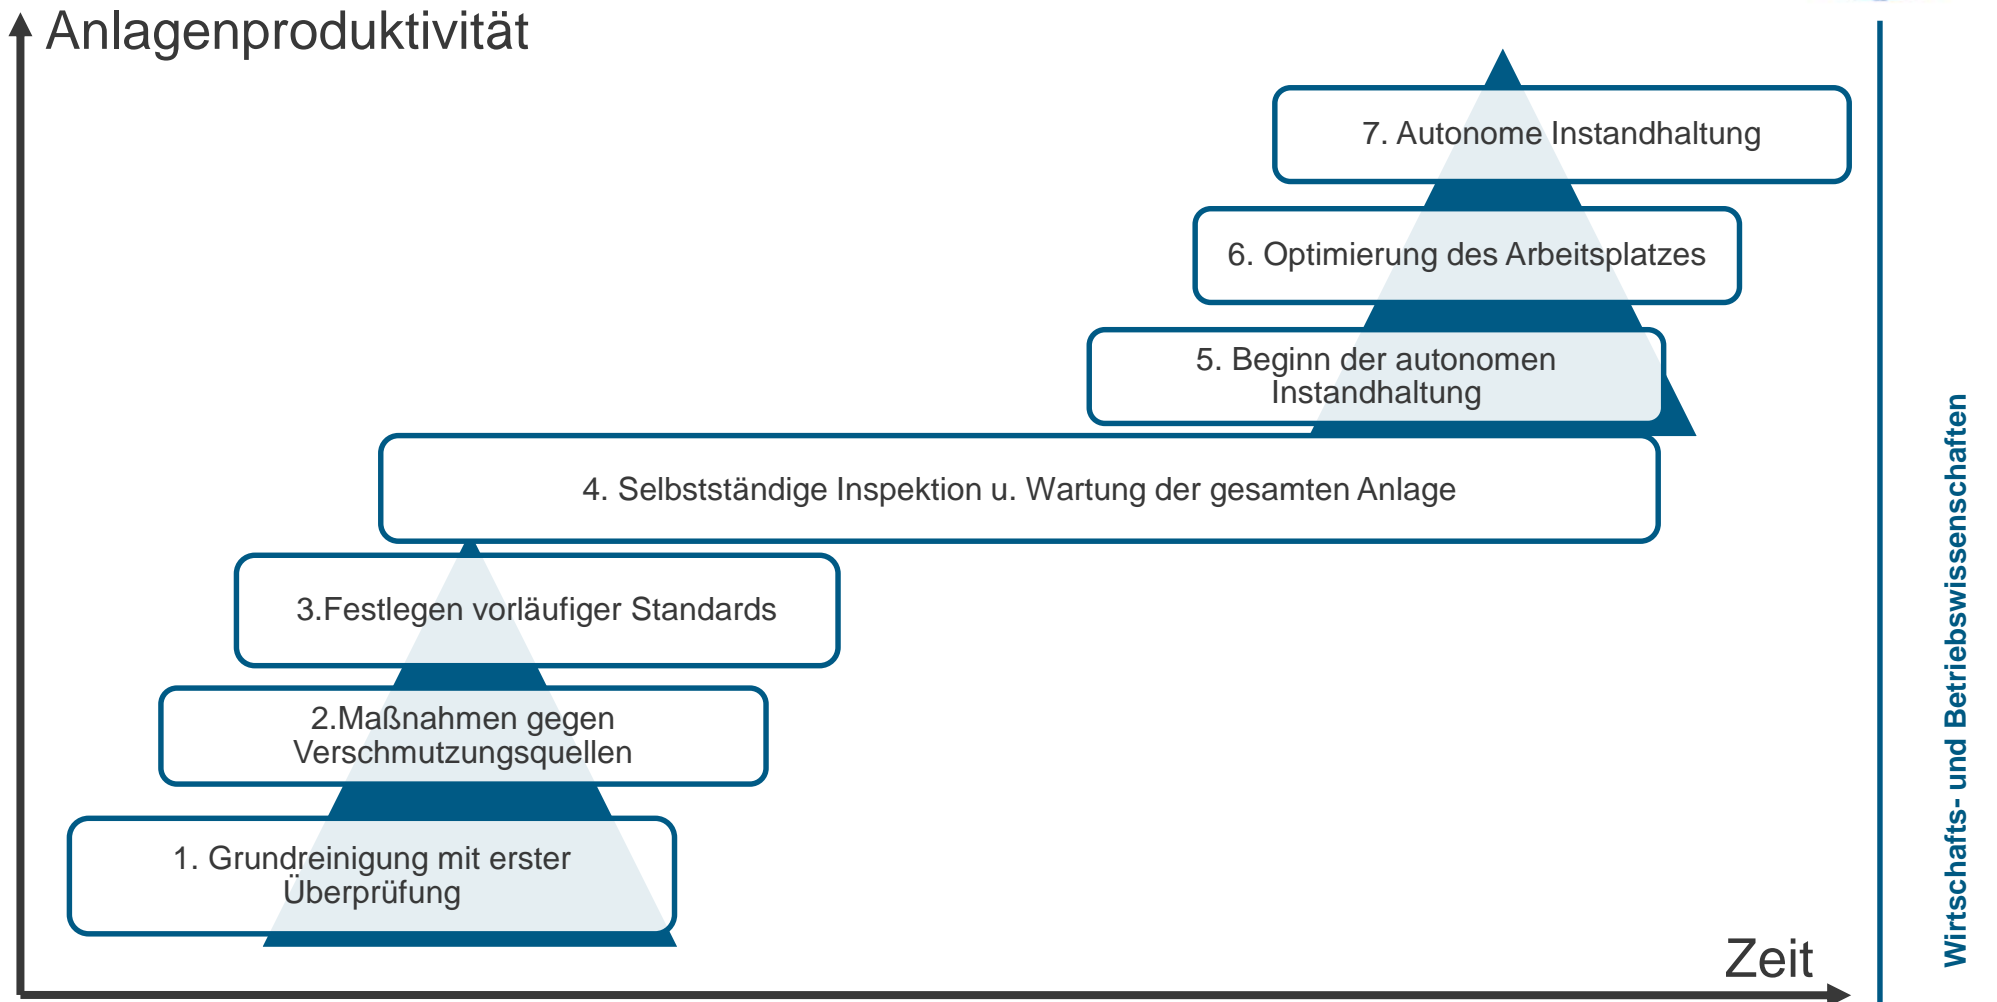 Anlagenproduktivität
7. Autonome Instandhaltung
6. Optimierung des Arbeitsplatzes
5. Beginn der autonomen
Instandhaltung
4. Selbstständige Inspektion u. Wartung der gesamten Anlage
3.Festlegen vorläufiger Standards
2.Maßnahmen gegen
Verschmutzungsquellen
1. Grundreinigung mit erster
Überprüfung
Zeit
Wirtschafts- und Betriebswissenschaften